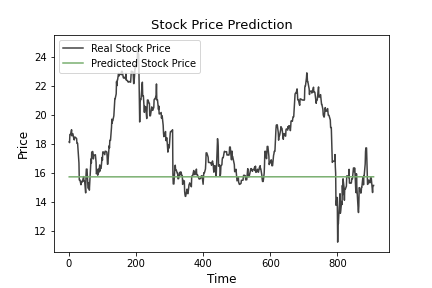 Stock Price Prediction
Real Stock Price
Predicted Stock Price
Price
24
22
20
18
16
14
12
0 200 400 600 800
Time